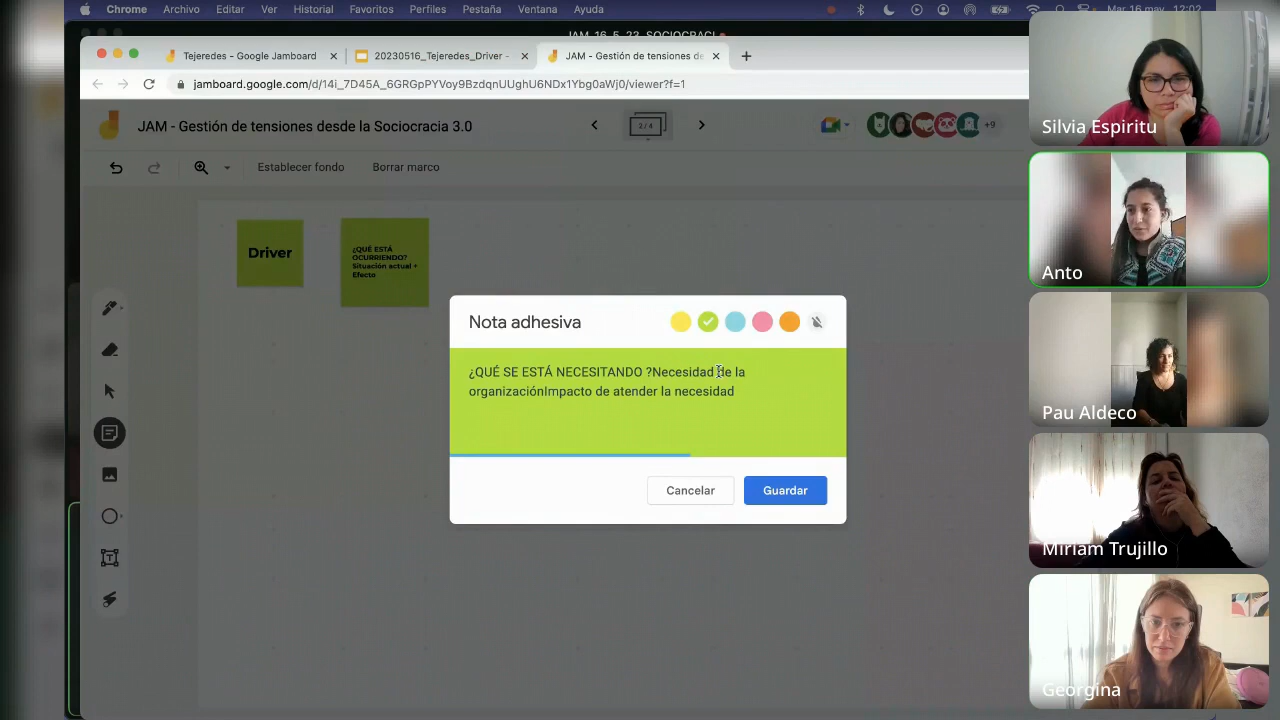 Chrome Archivo Editar Ver Historial Favoritos Perfiles Pestaña Ventana Ayuda
Mar 16 may 12:02
JAM_16_5_23_SOCIOCRACI
Tejeredes - Google Jamboard
20230516_Tejeredes_Driver -
JAM - Gestión de tensiones de
jamboard.google.com/d/14i_7D45A_6GRGpPYVoy9BzdqnUUghU6NDx1Ybg0aWj0/viewer?f=1
JAM - Gestión de tensiones desde la Sociocracia 3.0
2 / 4
+9
Establecer fondo
Borrar marco
Driver
¿QUÉ ESTÁ
OCURRIENDO?
Situación actual +
Efecto
Nota adhesiva
¿QUÉ SE ESTÁ NECESITANDO ?Necesidad de la
organizaciónImpacto de atender la necesidad
Cancelar
Guardar
Silvia Espiritu
Anto
Pau Aldeco
Miriam Trujillo
Georgina